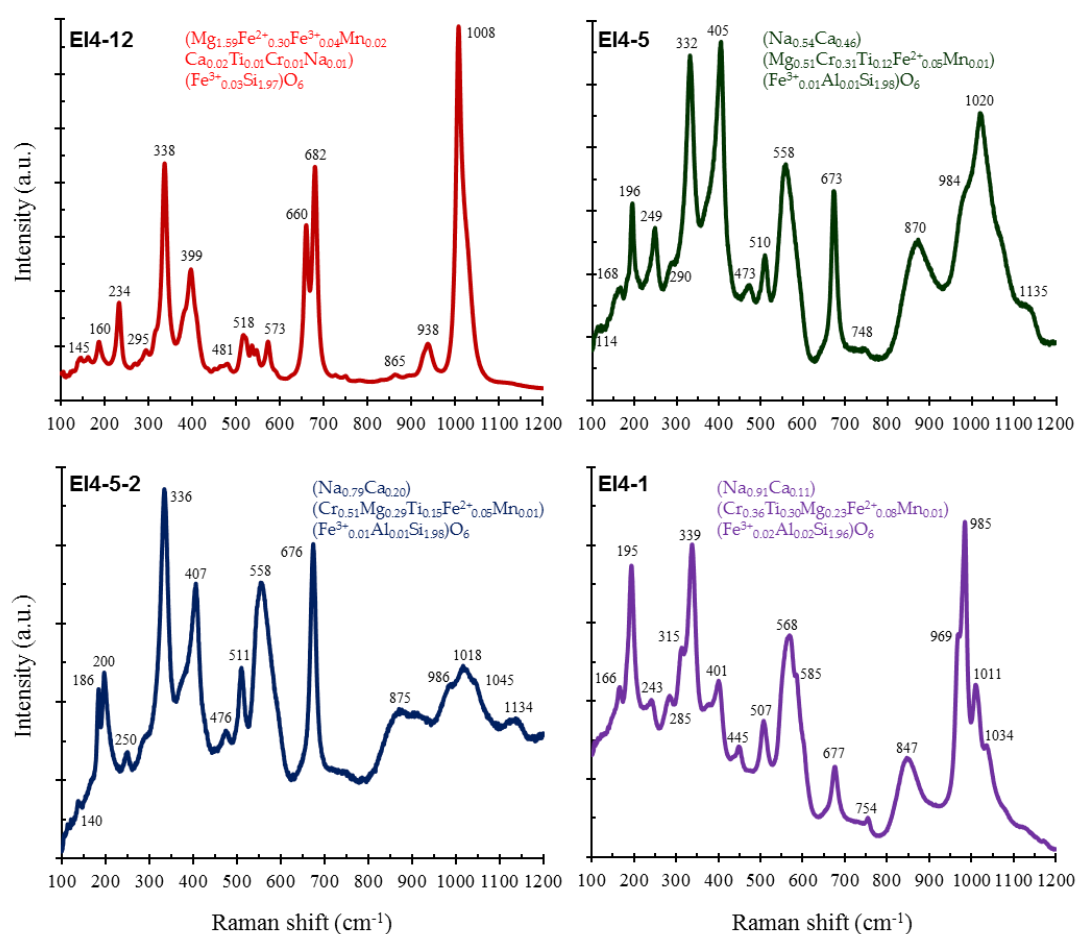 EI4-12
(Mg1.59Fe2+0.30Fe3+0.04Mn0.02
Ca0.02Ti0.01Cr0.01Na0.01)
(Fe3+0.03Si1.97)O6
1008
338
682
660
399
234
160
145
295
481
518
573
865
938
Intensity (a.u.)
100 200 300 400 500 600 700 800 900 1000 1100 1200
EI4-5
(Na0.54Ca0.46)
(Mg0.51Cr0.31Ti0.12Fe2+0.05Mn0.01)
(Fe3+0.01Al0.01Si1.98)O6
332
405
1020
558
984
196
673
249
870
510
168
290
473
748
1135
114
100 200 300 400 500 600 700 800 900 1000 1100 1200
EI4-5-2
(Na0.79Ca0.20)
(Cr0.51Mg0.29Ti0.15Fe2+0.05Mn0.01)
(Fe3+0.01Al0.01Si1.98)O6
336
676
558
407
200
186
511
1018
986
1045
875
1134
476
250
140
Intensity (a.u.)
100 200 300 400 500 600 700 800 900 1000 1100 1200
Raman shift (cm-1)
EI4-1
(Na0.91Ca0.11)
(Cr0.36Ti0.30Mg0.23Fe2+0.08Mn0.01)
(Fe3+0.02Al0.02Si1.96)O6
985
339
195
315
568
969
585
401
1011
166
243
285
507
1034
445
677
847
754
100 200 300 400 500 600 700 800 900 1000 1100 1200
Raman shift (cm-1)